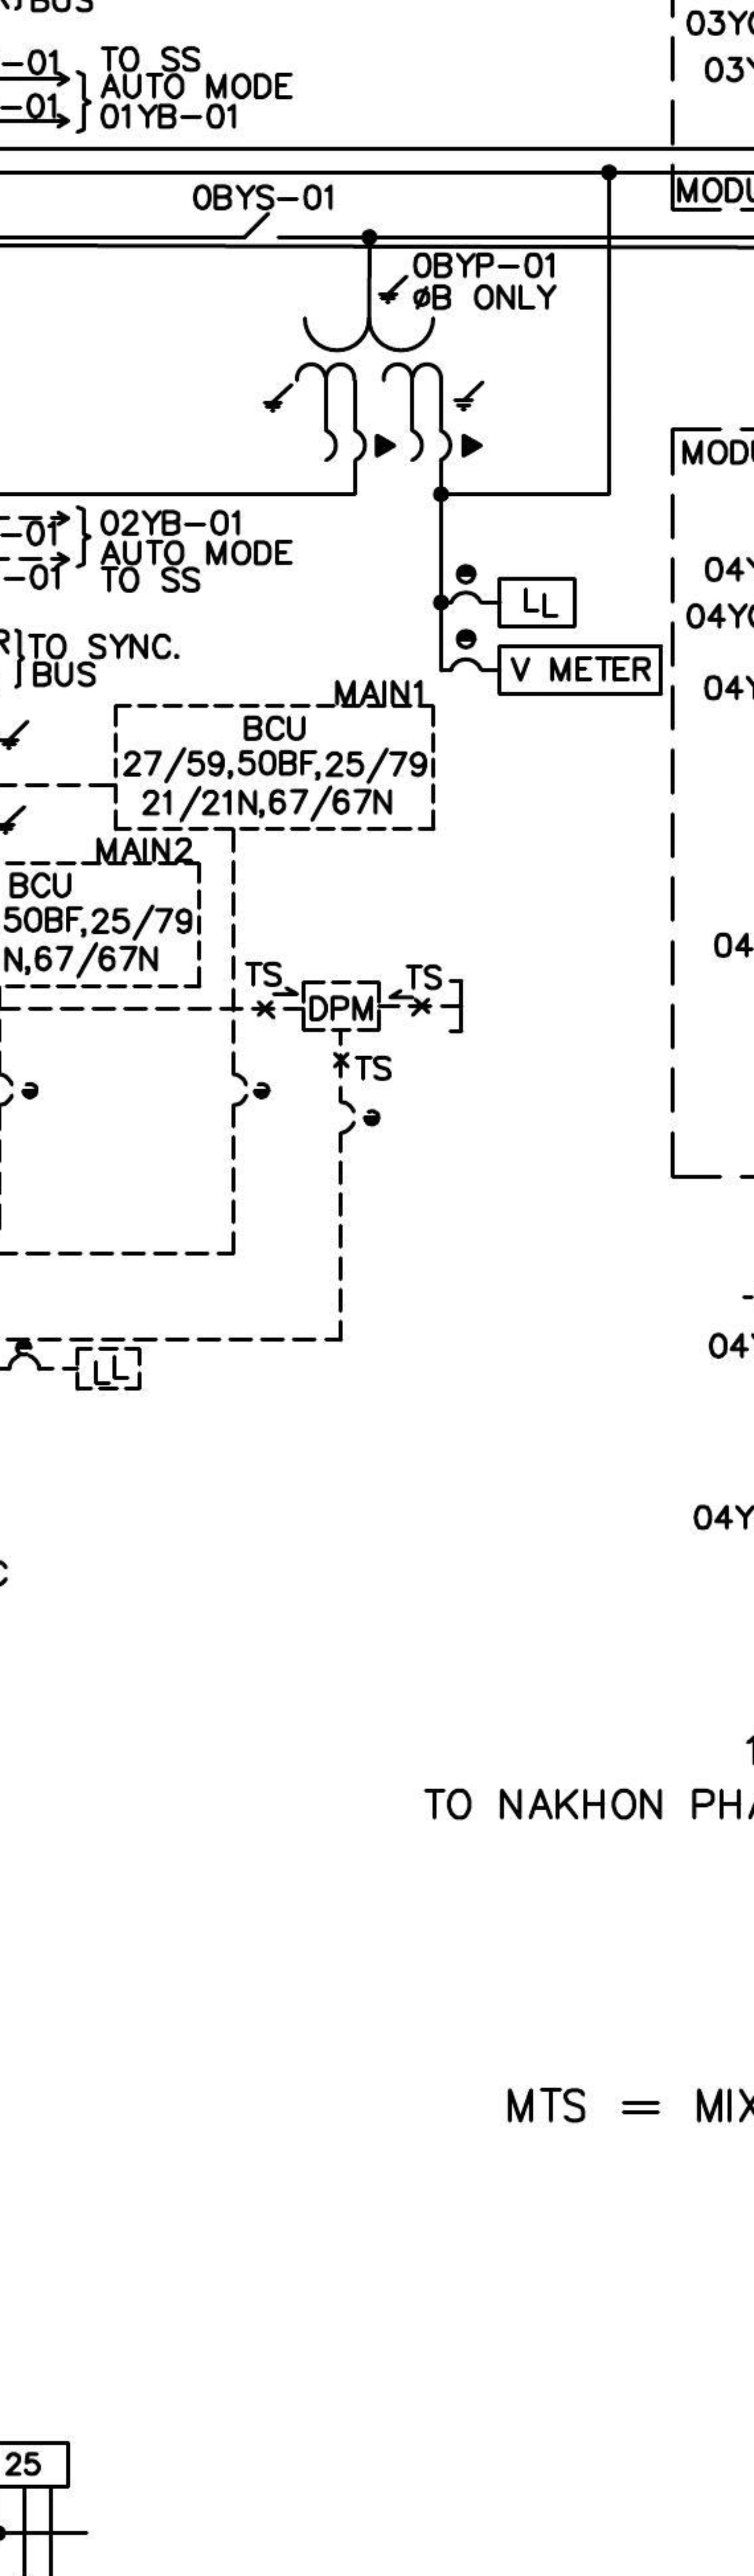 BUS
-01 TO SS
AUTO MODE
-01 01YB-01
0BYS-01
0BYP-01
øB ONLY
-01 02YB-01
AUTO MODE
-01 TO SS
R TO SYNC.
BUS
LL
V METER
MAIN1
BCU
27/59,50BF,25/79
21/21N,67/67N
MAIN2
BCU
50BF,25/79
N,67/67N
TS
DPM
TS
TS
LL
C
TO NAKHON PHA
MTS = MIX
25
03Y
03Y
MODU
MODU
04Y
04Y
04Y
04
04Y
04Y
1